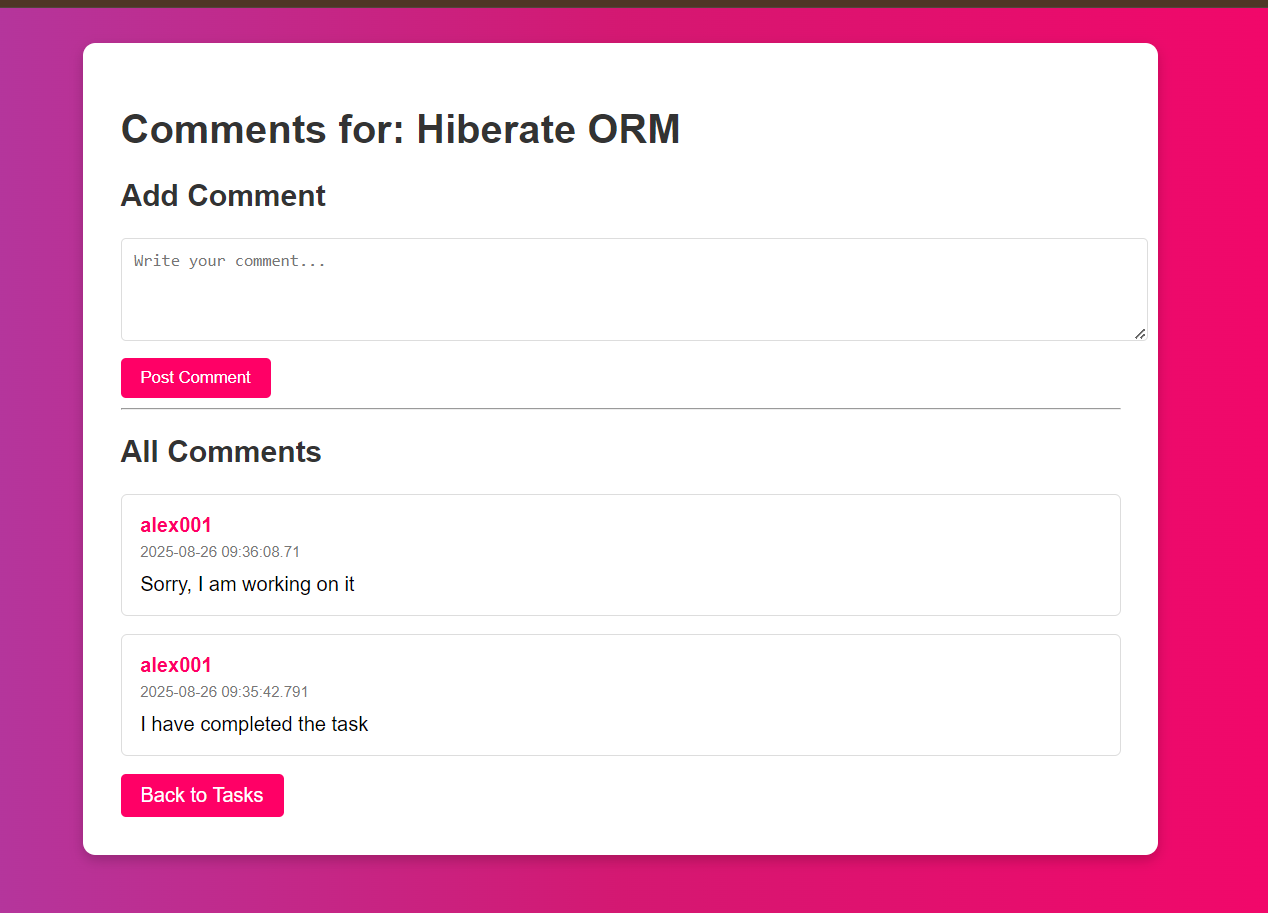 Comments for: Hiberate ORM
Add Comment
Write your comment...
Post Comment
All Comments
alex001
2025-08-26 09:36:08.71
Sorry, I am working on it
alex001
2025-08-26 09:35:42.791
I have completed the task
Back to Tasks